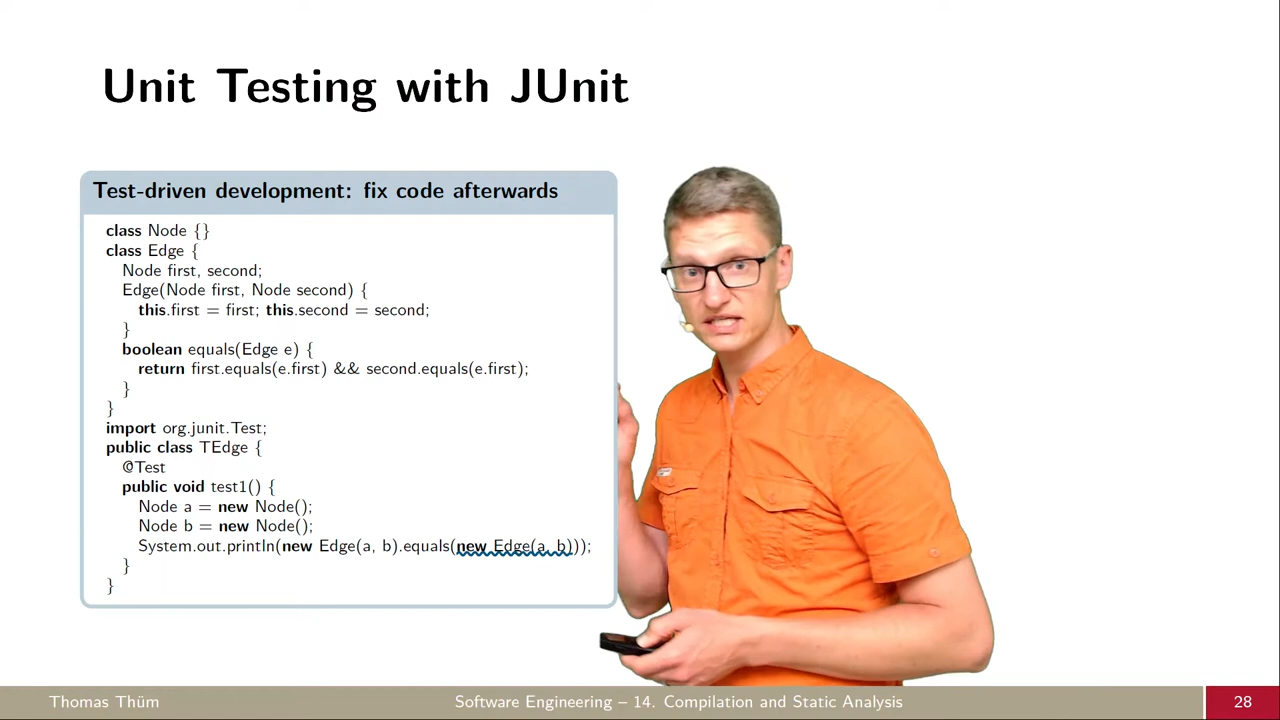 Unit Testing with JUnit
Test-driven development: fix code afterwards
class Node {}
class Edge {
Node first, second;
Edge(Node first, Node second) {
this.first = first; this.second = second;
}
boolean equals(Edge e) {
return first.equals(e.first) && second.equals(e.first);
}
}
import org.junit.Test;
public class TEdge {
@Test
public void test1() {
Node a = new Node();
Node b = new Node();
System.out.println(new Edge(a, b).equals(new Edge(a, b)));
}
}
Thomas Thüm
Software Engineering – 14. Compilation and Static Analysis
28